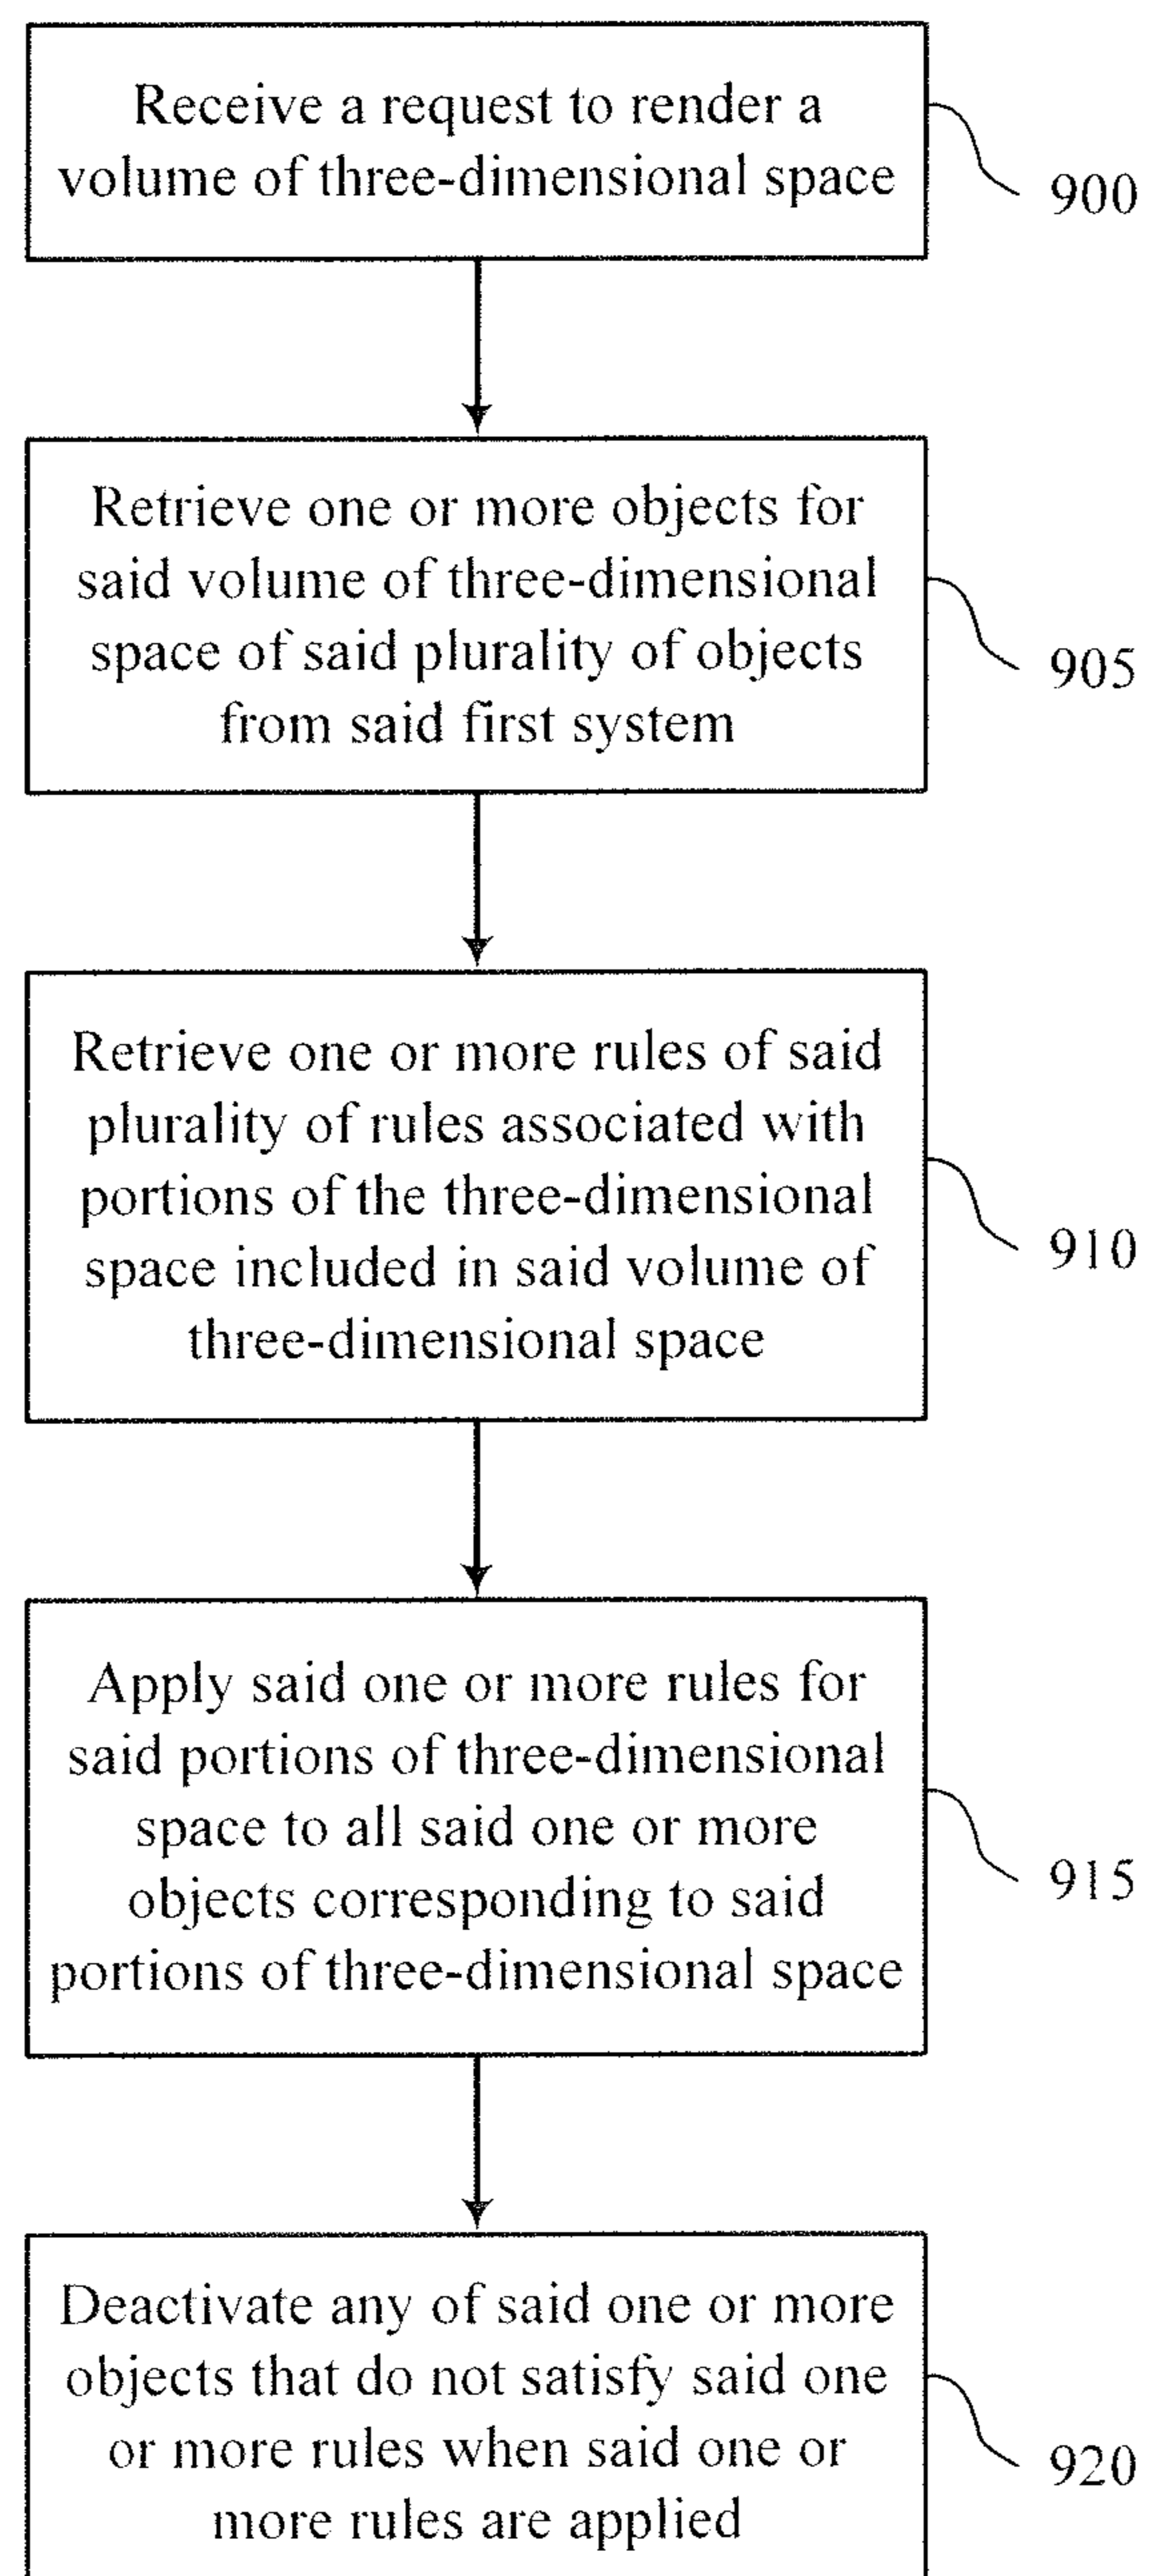 Receive a request to render a
volume of three-dimensional space
900
Retrieve one or more objects for
said volume of three-dimensional
space of said plurality of objects
from said first system
905
Retrieve one or more rules of said
plurality of rules associated with
portions of the three-dimensional
space included in said volume of
three-dimensional space
910
Apply said one or more rules for
said portions of three-dimensional
space to all said one or more
objects corresponding to said
portions of three-dimensional space
915
Deactivate any of said one or more
objects that do not satisfy said one
or more rules when said one or
more rules are applied
920